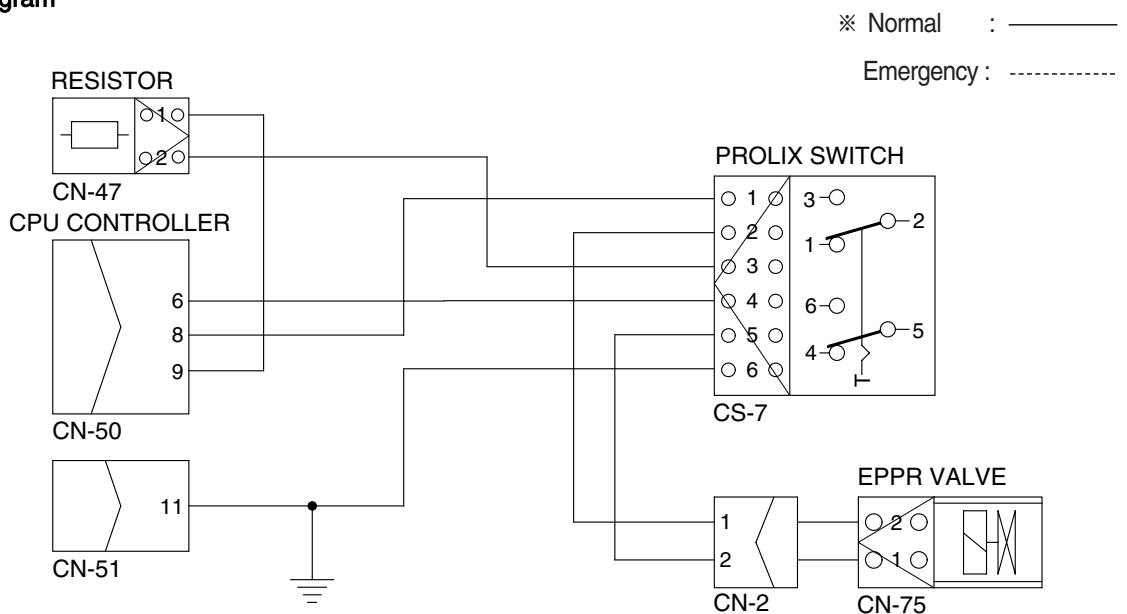 gram
※ Normal :
Emergency :
RESISTOR
1
2
CN-47
CPU CONTROLLER
6
8
9
CN-50
11
CN-51
PROLIX SWITCH
1
2
3
4
5
6
3
2
1
6
5
4
CS-7
EPPR VALVE
1
2
CN-2
2
1
CN-75